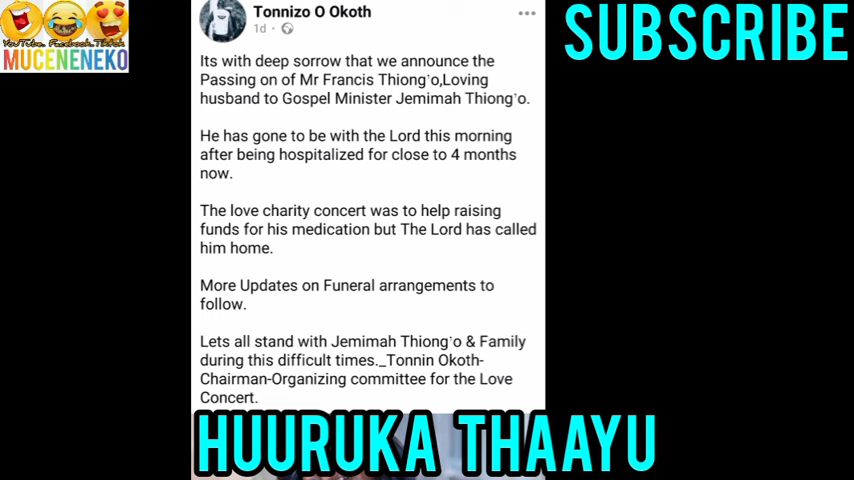 Tonnizo O Okoth
1d
SUBSCRIBE
YouTube. Facebook. Tiktok
MUCENENEKO
Its with deep sorrow that we announce the
Passing on of Mr Francis Thiong'o,Loving
husband to Gospel Minister Jemimah Thiong'o.
He has gone to be with the Lord this morning
after being hospitalized for close to 4 months
now.
The love charity concert was to help raising
funds for his medication but The Lord has called
him home.
More Updates on Funeral arrangements to
follow.
Lets all stand with Jemimah Thiong'o & Family
during this difficult times._Tonnin Okoth-
Chairman-Organizing committee for the Love
Concert.
HUURUKA THAAYU